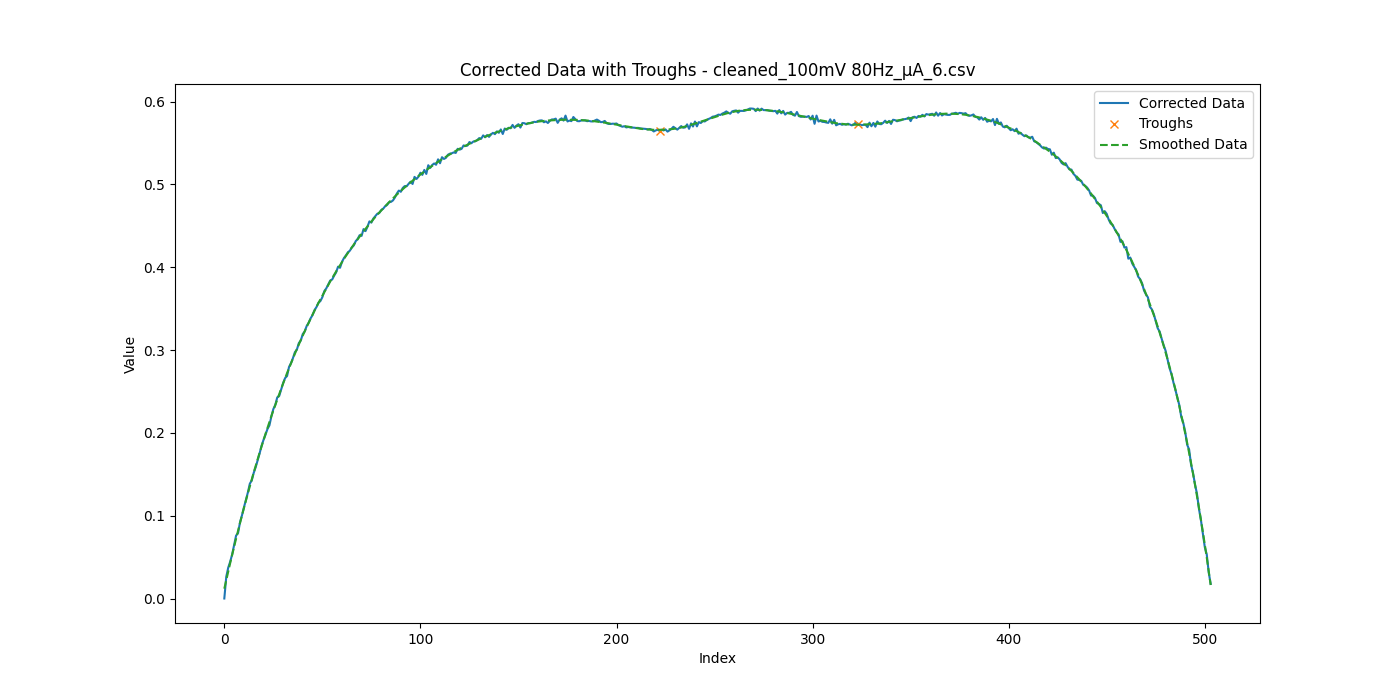 Corrected Data with Troughs - cleaned_100mV 80Hz_μA_6.csv
Corrected Data
Troughs
Smoothed Data
Value
0.6
0.5
0.4
0.3
0.2
0.1
0.0
0 100 200 300 400 500
Index